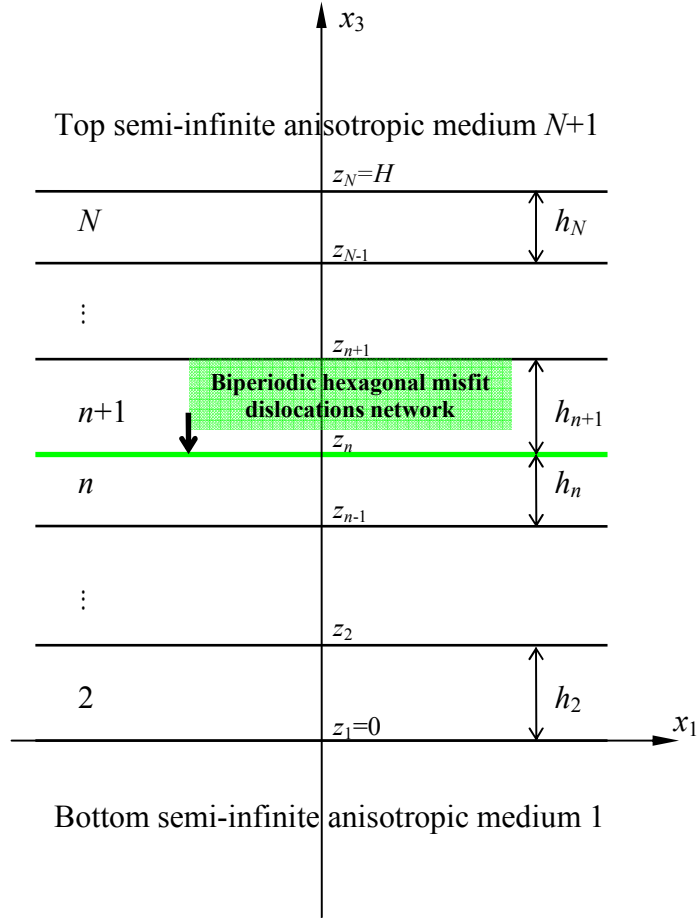 x3
Top semi-infinite anisotropic medium N+1
zN=H
N
hN
zN-1
⋮
zn+1
Biperiodic hexagonal misfit
dislocations network
n+1
hn+1
zn
n
hn
zn-1
⋮
z2
2
h2
z1=0
x1
Bottom semi-infinite anisotropic medium 1